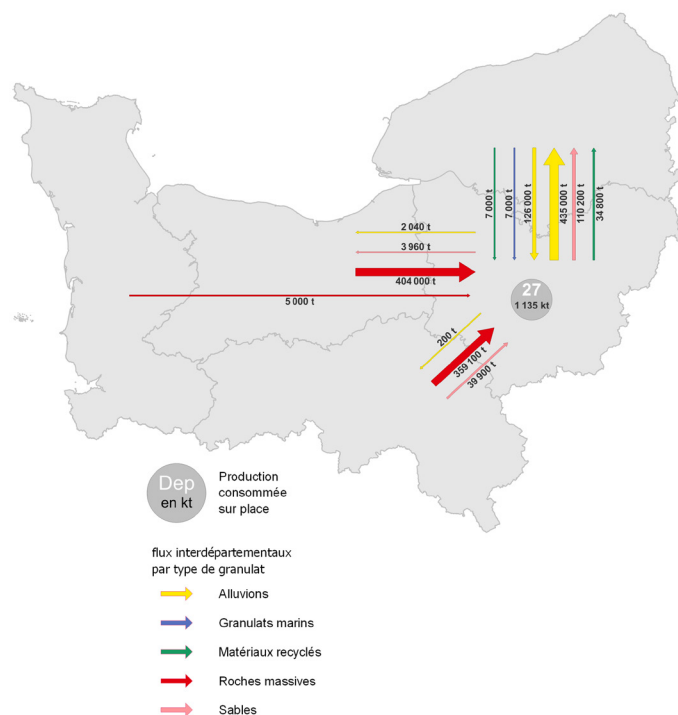 7 000 t
7 000 t
126 000 t
435 000 t
110 200 t
34 800 t
2 040 t
3 960 t
404 000 t
5 000 t
27
1 135 kt
200 t
359 100 t
39 900 t
Dep
en kt
Production
consommée
sur place
flux interdépartementaux
par type de granulat
Alluvions
Granulats marins
Matériaux recyclés
Roches massives
Sables